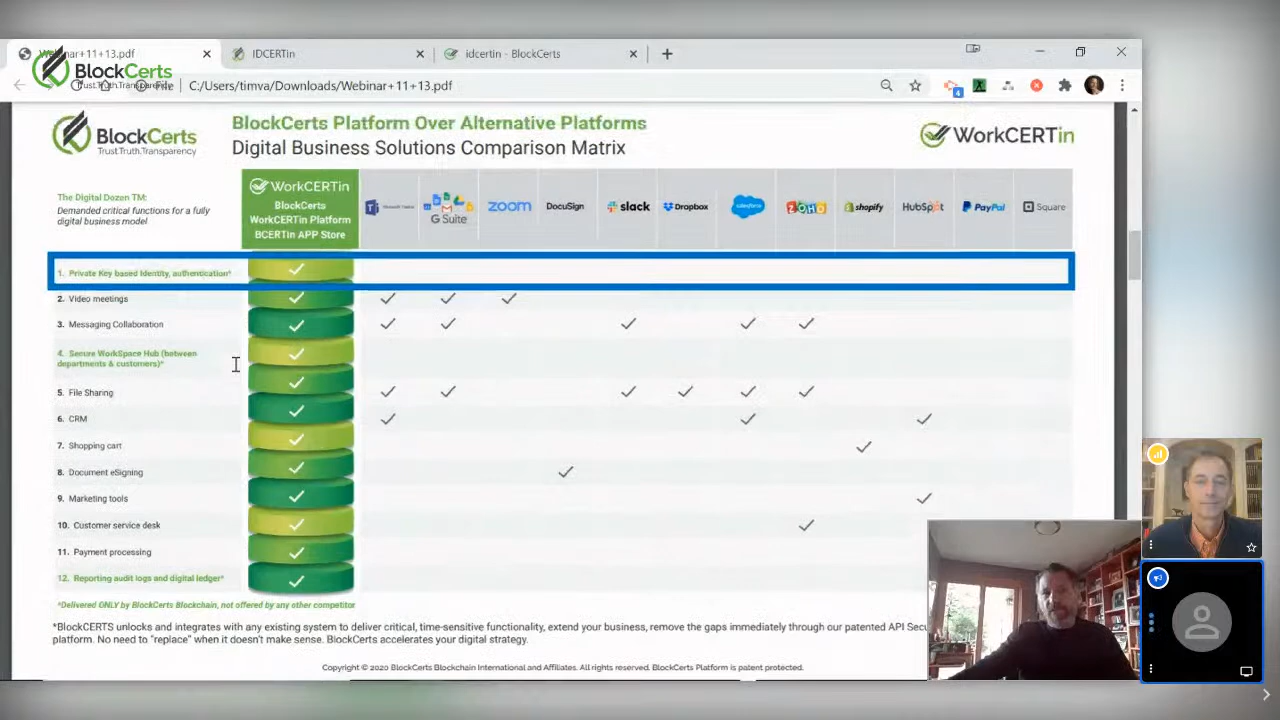 Webinar+11+13.pdf
IDCERTin
idcertin - BlockCerts
BlockCerts
Trust.Truth.Transparency
File
C:/Users/timva/Downloads/Webinar+11+13.pdf
4
BlockCerts
Trust.Truth.Transparency
BlockCerts Platform Over Alternative Platforms
Digital Business Solutions Comparison Matrix
WorkCERTin
The Digital Dozen TM:
Demanded critical functions for a fully
digital business model
WorkCERTin
BlockCerts
WorkCERTin Platform
BCERTin APP Store
Microsoft Teams
G Suite
zoom
DocuSign
slack
Dropbox
salesforce
ZOHO
shopify
HubSpot
PayPal
Square
1. Private Key based Identity, authentication*
2. Video meetings
3. Messaging Collaboration
4. Secure WorkSpace Hub (between
departments & customers)*
5. File Sharing
6. CRM
7. Shopping cart
8. Document eSigning
9. Marketing tools
10. Customer service desk
11. Payment processing
12. Reporting audit logs and digital ledger*
*Delivered ONLY by BlockCerts Blockchain, not offered by any other competitor
*BlockCERTS unlocks and integrates with any existing system to deliver critical, time-sensitive functionality, extend your business, remove the gaps immediately through our patented API Secu
platform. No need to "replace" when it doesn't make sense. BlockCerts accelerates your digital strategy.
Copyright © 2020 BlockCerts Blockchain International and Affiliates. All rights reserved. BlockCerts Platform is patent protected.